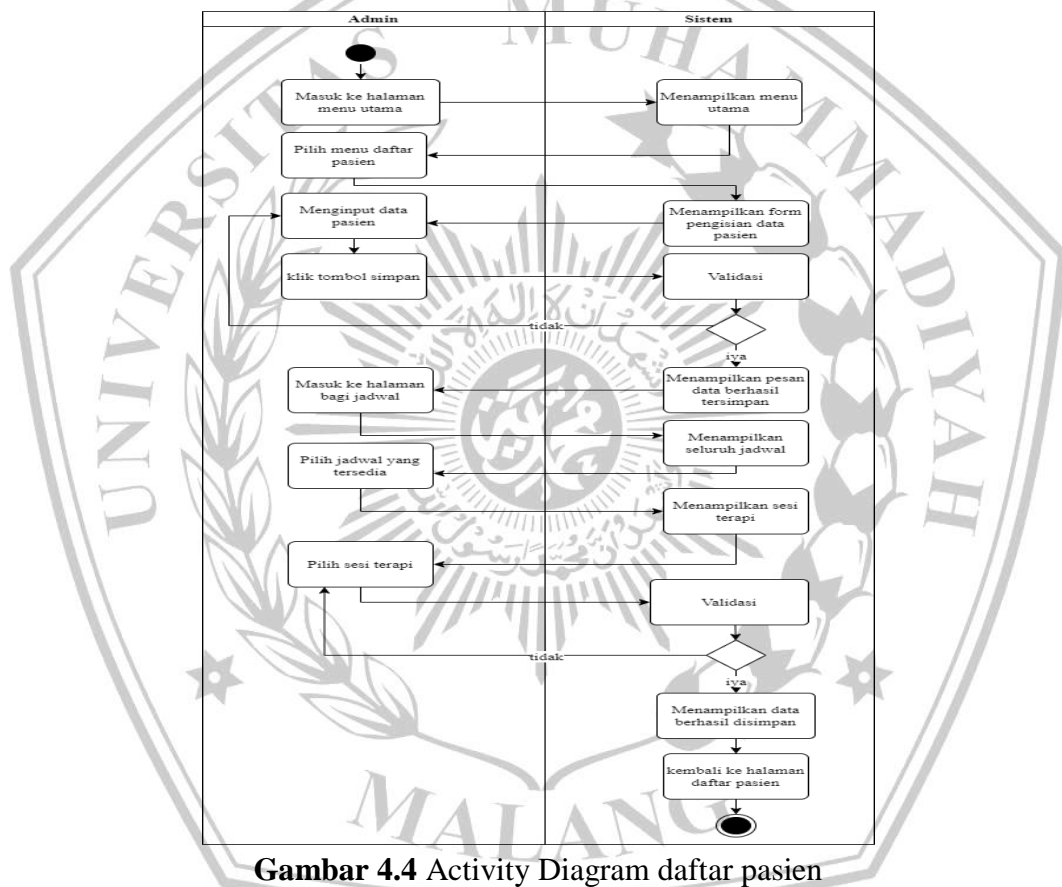 Admin
Sistem
Masuk ke halaman
menu utama
Menampilkan menu
utama
Pilih menu daftar
pasien
Menginput data
pasien
Menampilkan form
pengisian data
pasien
klik tombol simpan
Validasi
tidak
iya
Masuk ke halaman
bagi jadwal
Menampilkan pesan
data berhasil
tersimpan
Menampilkan
seluruh jadwal
Pilih jadwal yang
tersedia
Menampilkan sesi
terapi
Pilih sesi terapi
Validasi
tidak
iya
Menampilkan data
berhasil disimpan
kembali ke halaman
daftar pasien
UNIVERSITAS MUHAMMADIYAH
MALANG
Gambar 4.4 Activity Diagram daftar pasien